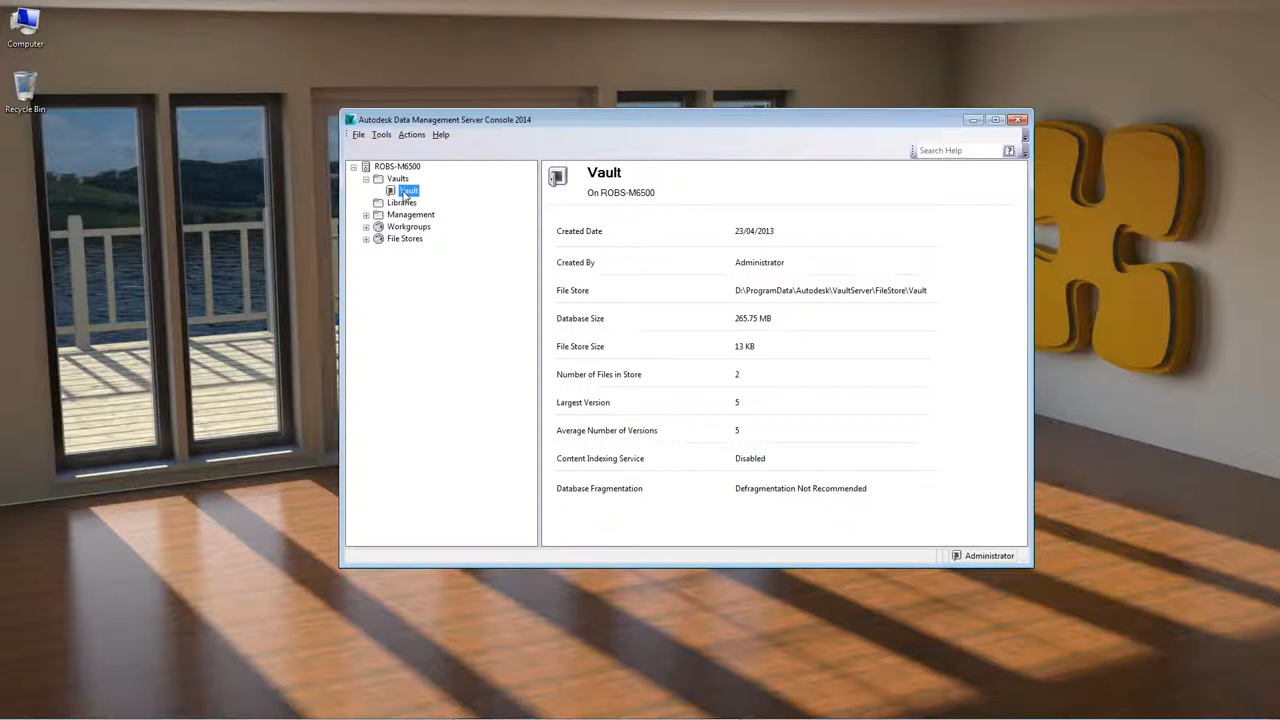 Computer
Recycle Bin
Autodesk Data Management Server Console 2014
File Tools Actions Help
Search Help
ROBS-M6500
Vaults
Vault
Libraries
Management
Workgroups
File Stores
Vault
On ROBS-M6500
Created Date 23/04/2013
Created By Administrator
File Store D:\ProgramData\Autodesk\VaultServer\FileStore\Vault
Database Size 265.75 MB
File Store Size 13 KB
Number of Files in Store 2
Largest Version 5
Average Number of Versions 5
Content Indexing Service Disabled
Database Fragmentation Defragmentation Not Recommended
Administrator